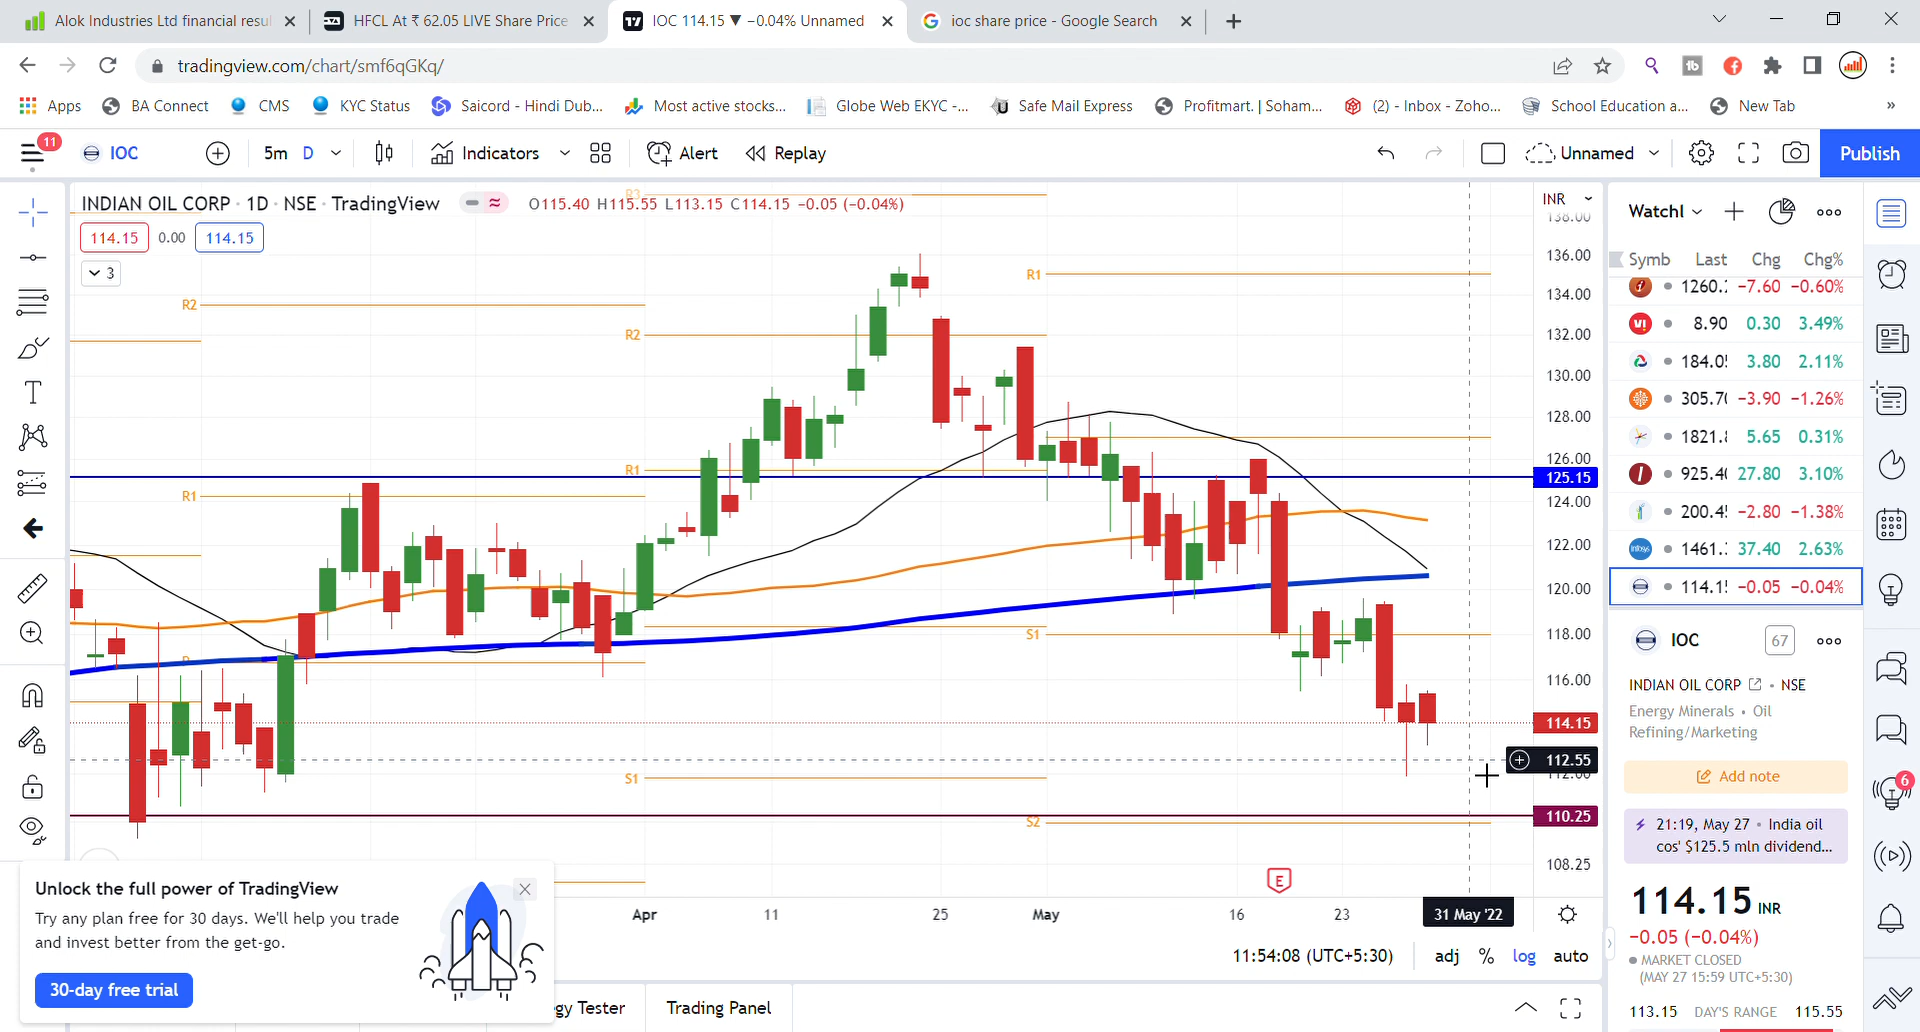 Alok Industries Ltd financial resul
HFCL At ₹ 62.05 LIVE Share Price
IOC 114.15 ▼ −0.04% Unnamed
ioc share price - Google Search
tradingview.com/chart/smf6qGKq/
Apps
BA Connect
CMS
KYC Status
Saicord - Hindi Dub...
Most active stocks...
Globe Web EKYC -...
Safe Mail Express
Profitmart. | Soham...
(2) - Inbox - Zoho...
School Education a...
New Tab
»
11
IOC
5m
D
Indicators
Alert
Replay
Unnamed
Publish
INDIAN OIL CORP · 1D · NSE · TradingView
O115.40 H115.55 L113.15 C114.15 −0.05 (−0.04%)
114.15
0.00
114.15
3
R3
R2
R2
R1
R1
R1
P
S1
S1
S2
INR
138.00
136.00
134.00
132.00
130.00
128.00
126.00
125.15
124.00
122.00
120.00
118.00
116.00
114.15
112.55
112.00
110.25
108.25
E
Apr
11
25
May
16
23
31 May '22
11:54:08 (UTC+5:30)
adj
%
log
auto
Unlock the full power of TradingView
Try any plan free for 30 days. We'll help you trade
and invest better from the get-go.
30-day free trial
gy Tester
Trading Panel
Watchl
Symb Last Chg Chg%
1260. −7.60 −0.60%
8.90 0.30 3.49%
184.05 3.80 2.11%
305.70 −3.90 −1.26%
1821.8 5.65 0.31%
925.40 27.80 3.10%
200.45 −2.80 −1.38%
1461. 37.40 2.63%
114.15 −0.05 −0.04%
IOC
67
INDIAN OIL CORP • NSE
Energy Minerals • Oil
Refining/Marketing
Add note
21:19, May 27 • India oil
cos' $125.5 mln dividend...
114.15 INR
−0.05 (−0.04%)
MARKET CLOSED
(MAY 27 15:59 UTC+5:30)
113.15 DAY'S RANGE 115.55
6